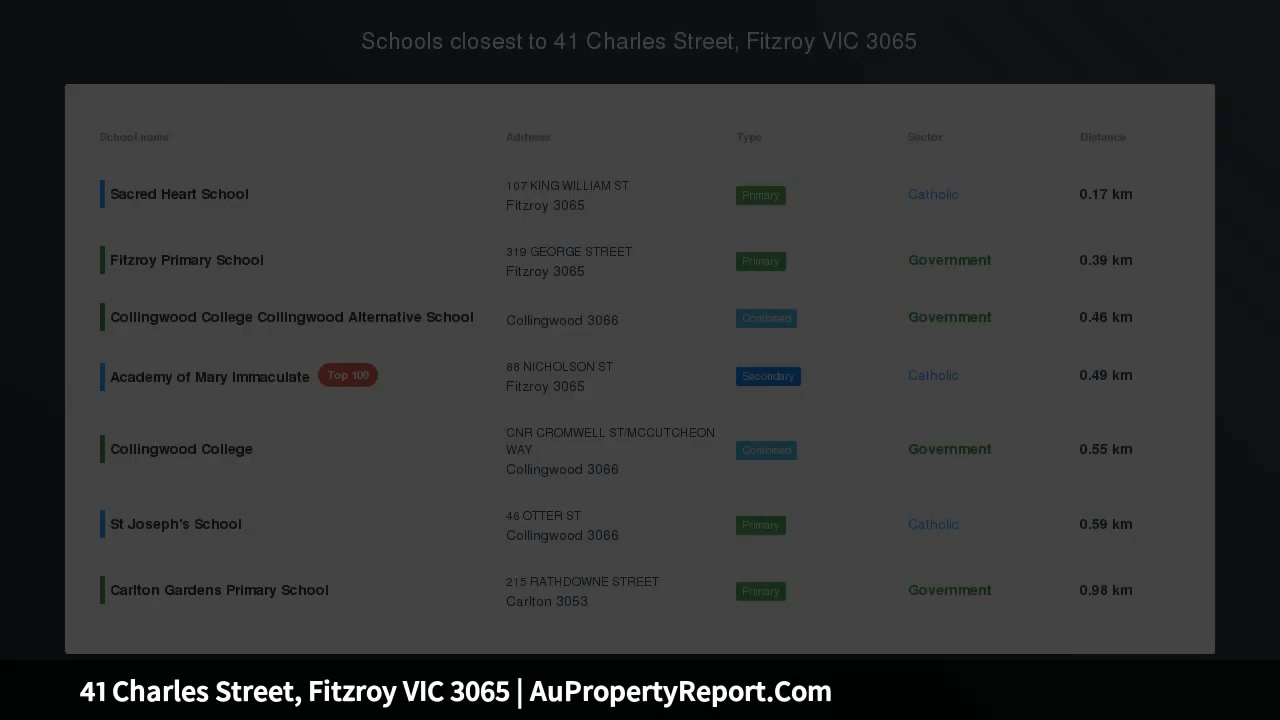 Schools closest to 41 Charles Street, Fitzroy VIC 3065
School name Address Type Sector Distance
Sacred Heart School 107 KING WILLIAM ST Fitzroy 3065 Primary Catholic 0.17 km
Fitzroy Primary School 319 GEORGE STREET Fitzroy 3065 Primary Government 0.39 km
Collingwood College Collingwood Alternative School Collingwood 3066 Combined Government 0.46 km
Academy of Mary Immaculate Top 100 88 NICHOLSON ST Fitzroy 3065 Secondary Catholic 0.49 km
Collingwood College CNR CROMWELL ST/MCCUTCHEON WAY Collingwood 3066 Combined Government 0.55 km
St Joseph's School 46 OTTER ST Collingwood 3066 Primary Catholic 0.59 km
Carlton Gardens Primary School 215 RATHDOWNE STREET Carlton 3053 Primary Government 0.98 km
41 Charles Street, Fitzroy VIC 3065 | AuPropertyReport.Com